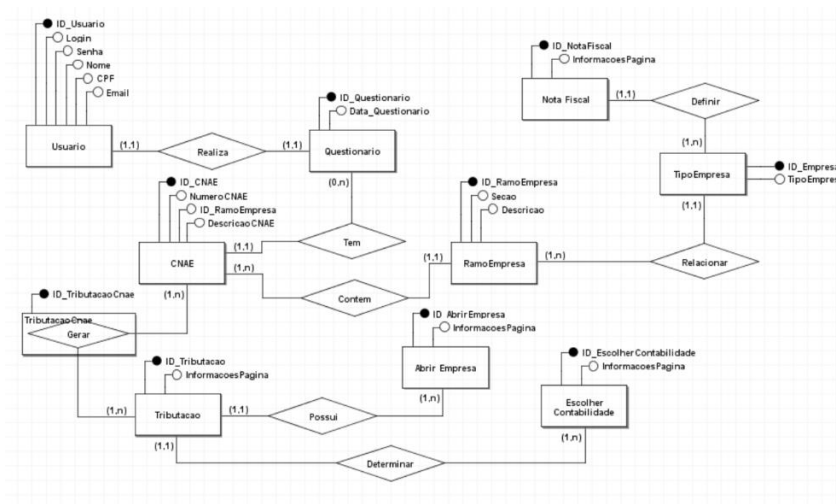 ID_Usuario
Login
Senha
Nome
CPF
Email
Usuario
(1,1)
Realiza
(1,1)
ID_Questionario
Data_Questionario
Questionario
(0,n)
ID_NotaFiscal
InformacoesPagina
Nota Fiscal
(1,1)
Definir
(1,n)
TipoEmpresa
ID_Empres
TipoEmpre
(1,1)
ID_CNAE
NumeroCNAE
ID_RamoEmpresa
DescricaoCNAE
CNAE
(1,1)
(1,n)
(1,n)
Tem
Contem
ID_RamoEmpresa
Secao
Descricao
(1,1)
RamoEmpresa
(1,n)
Relacionar
ID_TributacaoCnae
TributacaoCnae
Gerar
(1,n)
ID_Tributacao
InformacoesPagina
Tributacao
(1,1)
(1,1)
Possui
ID_AbrirEmpresa
InformacoesPagina
Abrir Empresa
(1,n)
ID_EscolherContabilidade
InformacoesPagina
Escolher
Contabilidade
(1,n)
Determinar